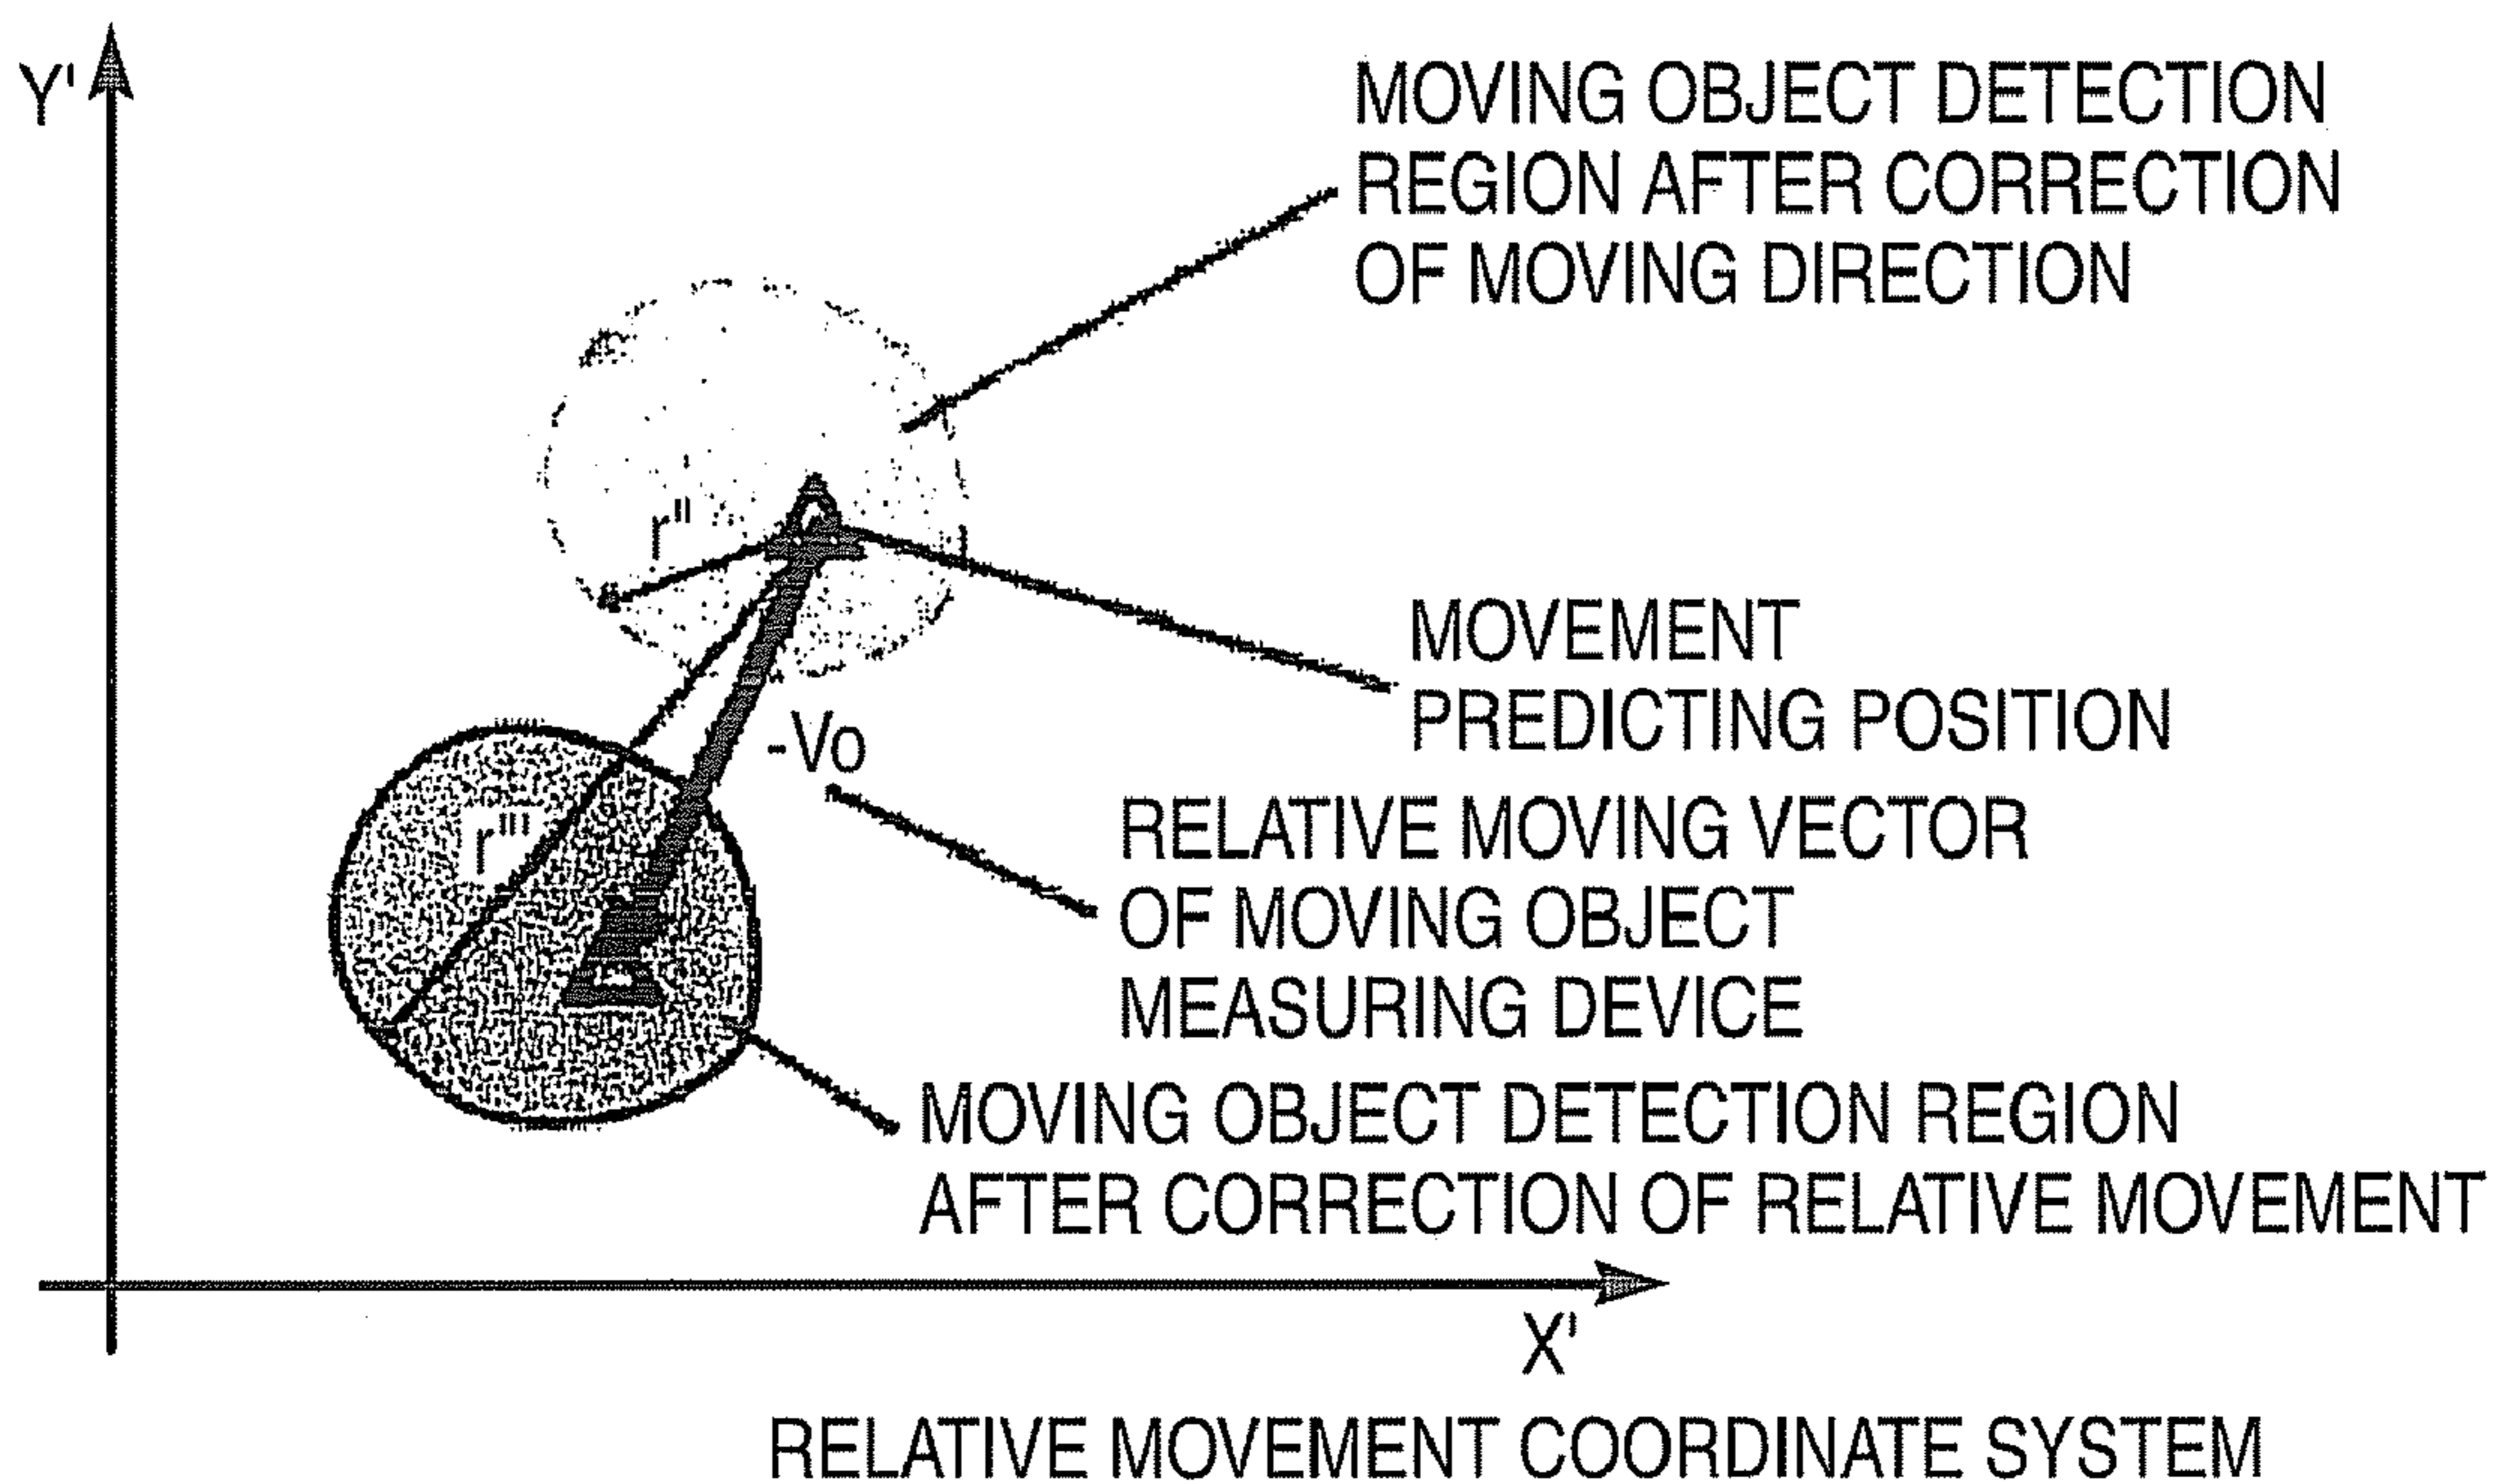 Y'
MOVING OBJECT DETECTION
REGION AFTER CORRECTION
OF MOVING DIRECTION
r"
MOVEMENT
PREDICTING POSITION
-Vo
RELATIVE MOVING VECTOR
OF MOVING OBJECT
MEASURING DEVICE
r'"
MOVING OBJECT DETECTION REGION
AFTER CORRECTION OF RELATIVE MOVEMENT
X'
RELATIVE MOVEMENT COORDINATE SYSTEM